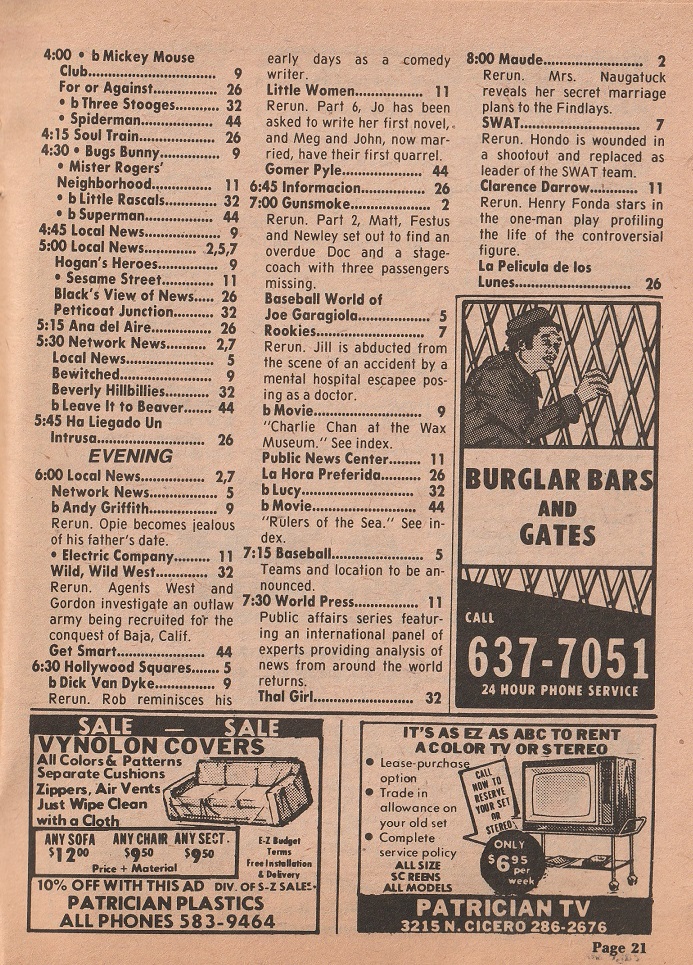 4:00 • b Mickey Mouse
Club.............................. 9
For or Against............... 26
• b Three Stooges......... 32
• Spiderman.................. 44
4:15 Soul Train................. 26
4:30 • Bugs Bunny............ 9
• Mister Rogers'
Neighborhood.............. 11
• b Little Rascals........... 32
• b Superman................ 44
4:45 Local News................ 9
5:00 Local News............ 2,5,7
Hogan's Heroes.............. 9
• Sesame Street............. 11
Black's View of News..... 26
Petticoat Junction.......... 32
5:15 Ana del Aire.............. 26
5:30 Network News.......... 2,7
Local News.................... 5
Bewitched...................... 9
Beverly Hillbillies........... 32
b Leave It to Beaver....... 44
5:45 Ha Liegado Un
Intrusa........................... 26
EVENING
6:00 Local News............... 2,7
Network News................ 5
b Andy Griffith............... 9
Rerun. Opie becomes jealous
of his father's date.
• Electric Company......... 11
Wild, Wild West............ 32
Rerun. Agents West and
Gordon investigate an outlaw
army being recruited for the
conquest of Baja, Calif.
Get Smart...................... 44
6:30 Hollywood Squares...... 5
b Dick Van Dyke............. 9
Rerun. Rob reminisces his
early days as a comedy
writer.
Little Women................ 11
Rerun. Part 6, Jo has been
asked to write her first novel,
and Meg and John, now mar-
ried, have their first quarrel.
Gomer Pyle................... 44
6:45 Informacion.............. 26
7:00 Gunsmoke................. 2
Rerun. Part 2, Matt, Festus
and Newley set out to find an
overdue Doc and a stage-
coach with three passengers
missing.
Baseball World of
Joe Garagiola................. 5
Rookies.......................... 7
Rerun. Jill is abducted from
the scene of an accident by a
mental hospital escapee pos-
ing as a doctor.
b Movie.......................... 9
"Charlie Chan at the Wax
Museum." See index.
Public News Center........ 11
La Hora Preferida.......... 26
b Lucy........................... 32
b Movie......................... 44
"Rulers of the Sea." See in-
dex.
7:15 Baseball..................... 5
Teams and location to be an-
nounced.
7:30 World Press............... 11
Public affairs series featur-
ing an international panel of
experts providing analysis of
news from around the world
returns.
Thal Girl........................ 32
8:00 Maude....................... 2
Rerun. Mrs. Naugatuck
reveals her secret marriage
plans to the Findlays.
SWAT............................ 7
Rerun. Hondo is wounded in
a shootout and replaced as
leader of the SWAT team.
Clarence Darrow............ 11
Rerun. Henry Fonda stars in
the one-man play profiling
the life of the controversial
figure.
La Pelicula de los
Lunes............................ 26
BURGLAR BARS
AND
GATES
CALL
637-7051
24 HOUR PHONE SERVICE
SALE — SALE
VYNOLON COVERS
All Colors & Patterns
Separate Cushions
Zippers, Air Vents
Just Wipe Clean
with a Cloth
ANY SOFA ANY CHAIR ANY SECT.
$12.00 $9.50 $9.50
Price + Material
E-Z Budget
Terms
Free Installation
& Delivery
10% OFF WITH THIS AD DIV. OF S-Z SALES
PATRICIAN PLASTICS
ALL PHONES 583-9464
IT'S AS EZ AS ABC TO RENT
A COLOR TV OR STEREO
• Lease-purchase
option
• Trade in
allowance on
your old set
• Complete
service policy
ALL SIZE
SCREENS
ALL MODELS
CALL
NOW TO
RESERVE
YOUR SET
OR
STEREO
ONLY
$6.95
per
week
PATRICIAN TV
3215 N. CICERO 286-2676
Page 21